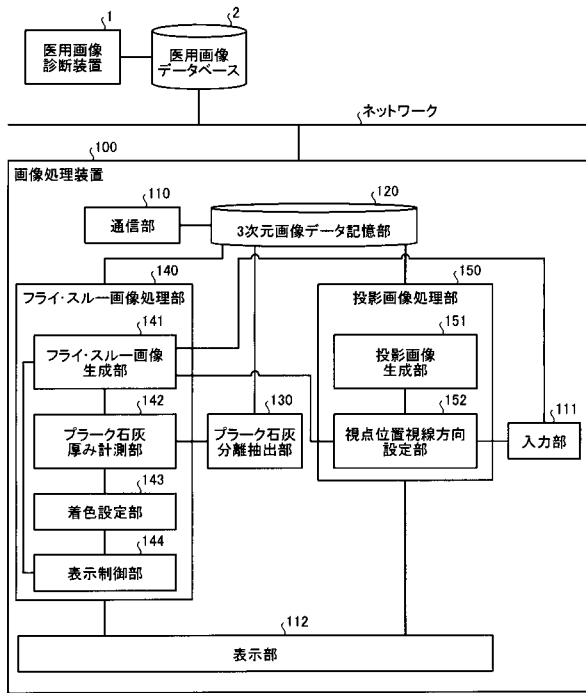 1
医用画像
診断装置
2
医用画像
データベース
ネットワーク
100
画像処理装置
110
通信部
120
3次元画像データ記憶部
140
フライ・スルー画像処理部
141
フライ・スルー画像
生成部
142
プラーク石灰
厚み計測部
143
着色設定部
144
表示制御部
130
プラーク石灰
分離抽出部
150
投影画像処理部
151
投影画像
生成部
152
視点位置視線方向
設定部
111
入力部
112
表示部